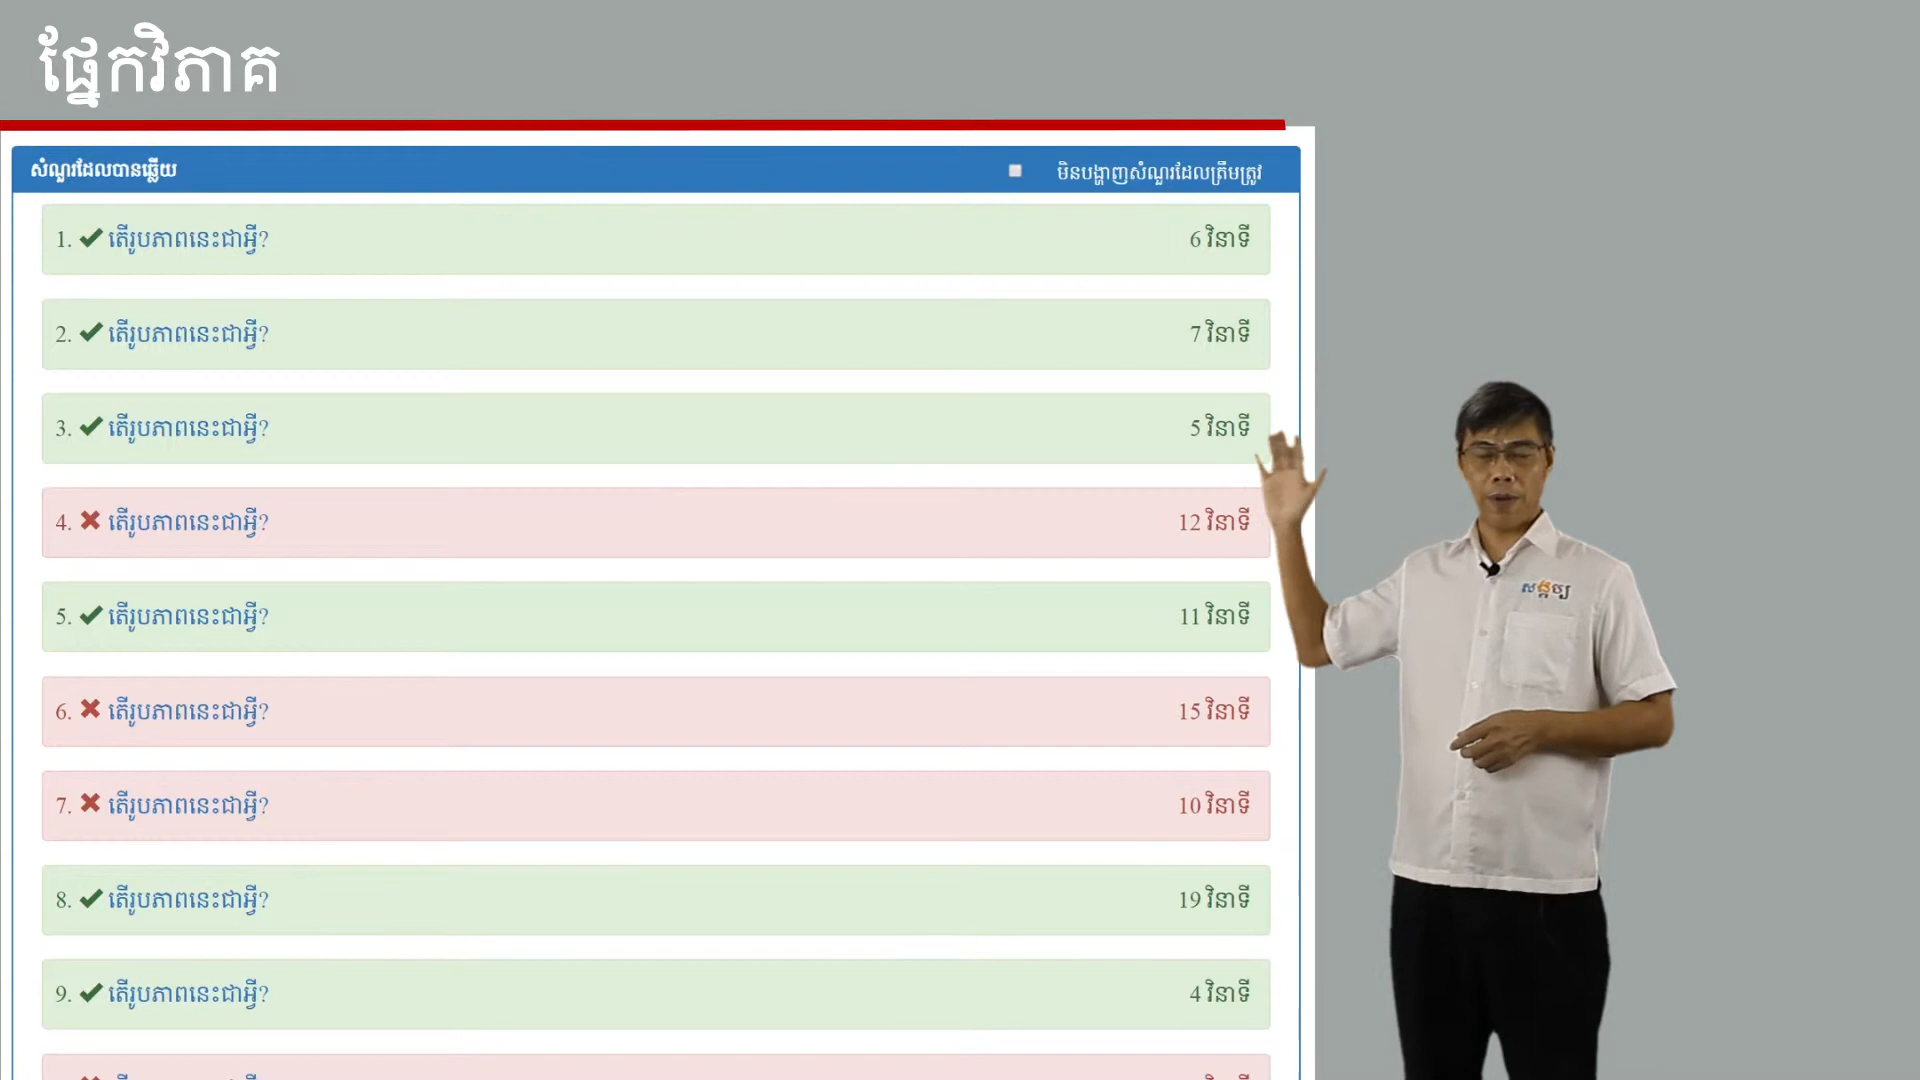 ផ្នែកវិភាគ
សំណួរដែលបានឆ្លើយ
មិនបង្ហាញសំណួរដែលត្រឹមត្រូវ
1. ✔ តើរូបភាពនេះជាអ្វី? 6 វិនាទី
2. ✔ តើរូបភាពនេះជាអ្វី? 7 វិនាទី
3. ✔ តើរូបភាពនេះជាអ្វី? 5 វិនាទី
4. ✖ តើរូបភាពនេះជាអ្វី? 12 វិនាទី
5. ✔ តើរូបភាពនេះជាអ្វី? 11 វិនាទី
6. ✖ តើរូបភាពនេះជាអ្វី? 15 វិនាទី
7. ✖ តើរូបភាពនេះជាអ្វី? 10 វិនាទី
8. ✔ តើរូបភាពនេះជាអ្វី? 19 វិនាទី
9. ✔ តើរូបភាពនេះជាអ្វី? 4 វិនាទី